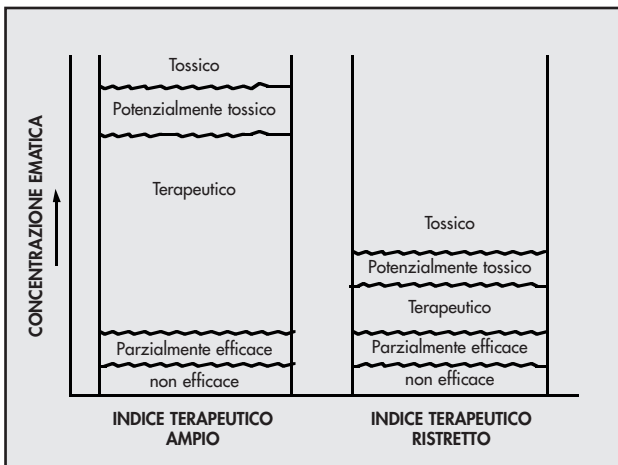 CONCENTRAZIONE EMATICA
Tossico
Potenzialmente tossico
Terapeutico
Parzialmente efficace
non efficace
INDICE TERAPEUTICO
AMPIO
Tossico
Potenzialmente tossico
Terapeutico
Parzialmente efficace
non efficace
INDICE TERAPEUTICO
RISTRETTO